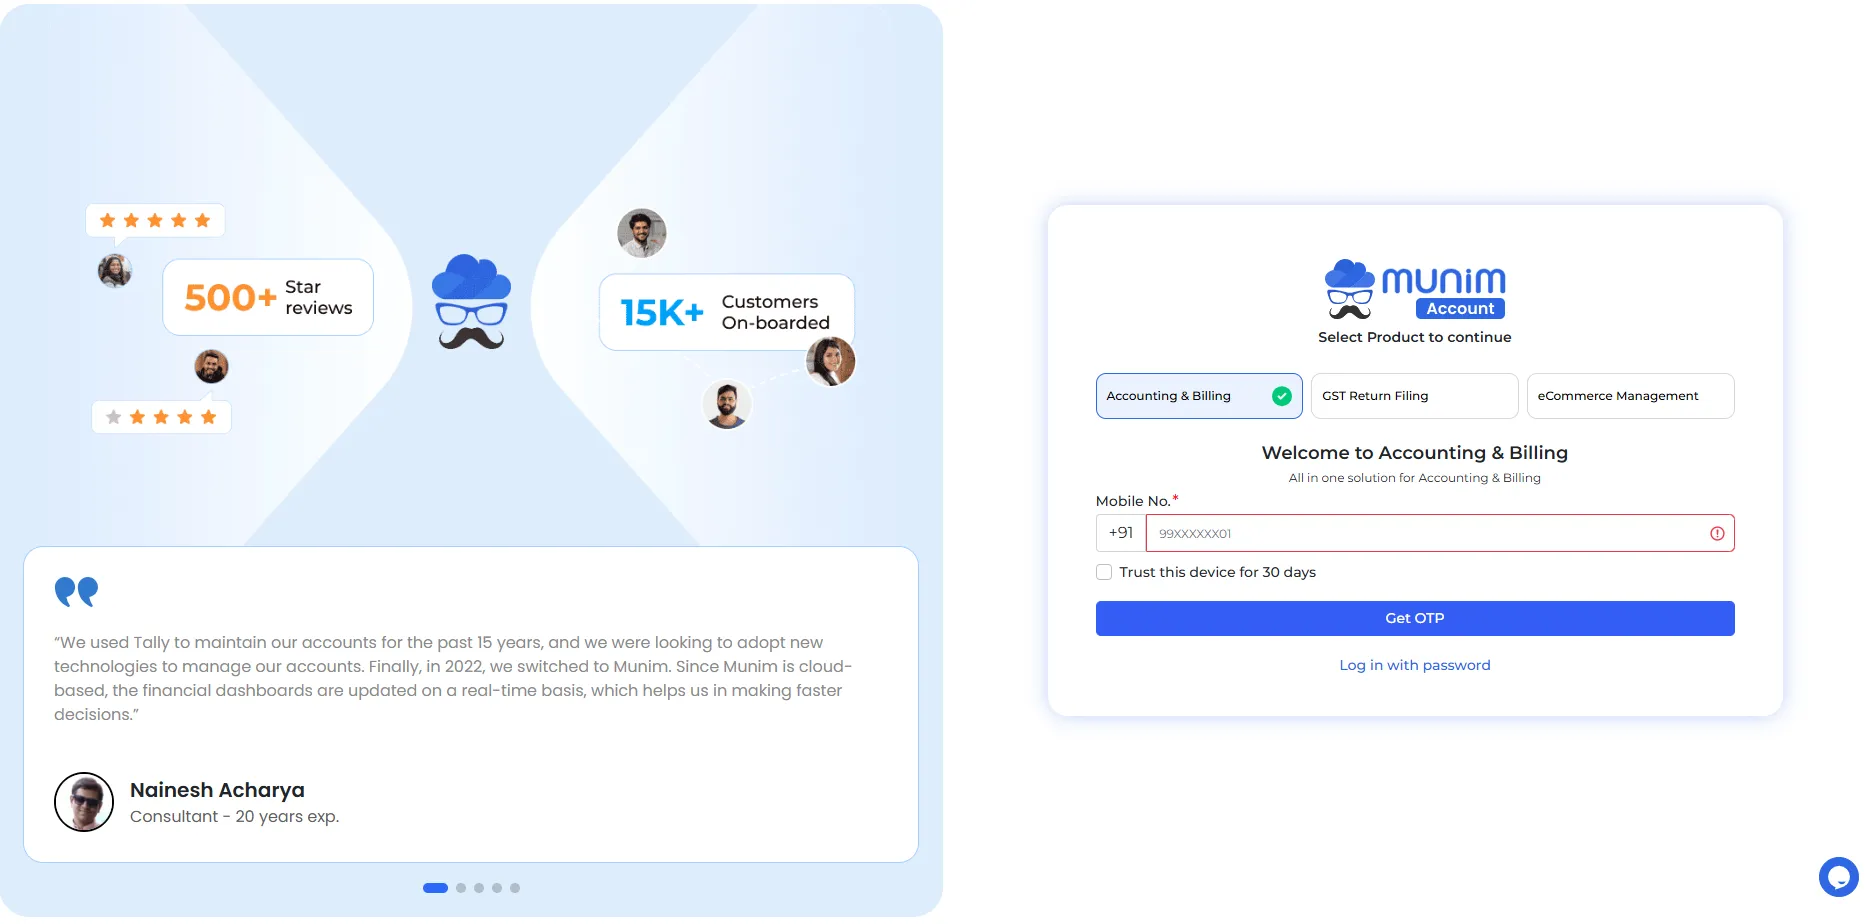 500+ Star
reviews
15K+ Customers
On-boarded
“We used Tally to maintain our accounts for the past 15 years, and we were looking to adopt new
technologies to manage our accounts. Finally, in 2022, we switched to Munim. Since Munim is cloud-
based, the financial dashboards are updated on a real-time basis, which helps us in making faster
decisions.”
Nainesh Acharya
Consultant - 20 years exp.
munim
Account
Select Product to continue
Accounting & Billing
GST Return Filing
eCommerce Management
Welcome to Accounting & Billing
All in one solution for Accounting & Billing
Mobile No.*
+91 99XXXXXX01
Trust this device for 30 days
Get OTP
Log in with password